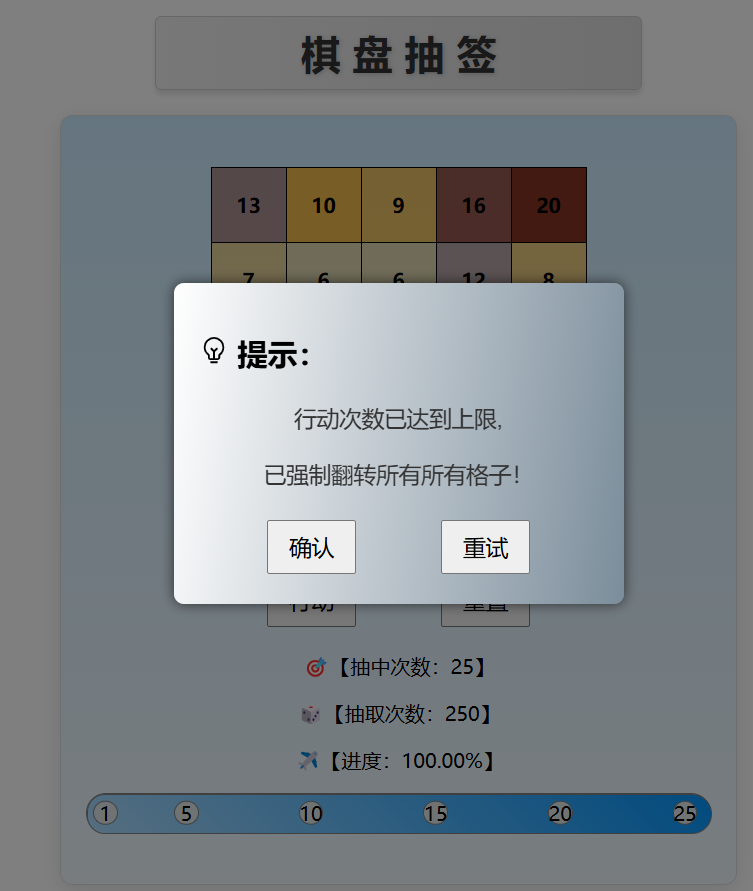 棋盘抽签
13 10 9 16 20
7 6 6 12 8
提示：
行动次数已达到上限,
已强制翻转所有所有格子！
确认 重试
行动 重置
【抽中次数：25】
【抽取次数：250】
【进度：100.00%】
1 5 10 15 20 25